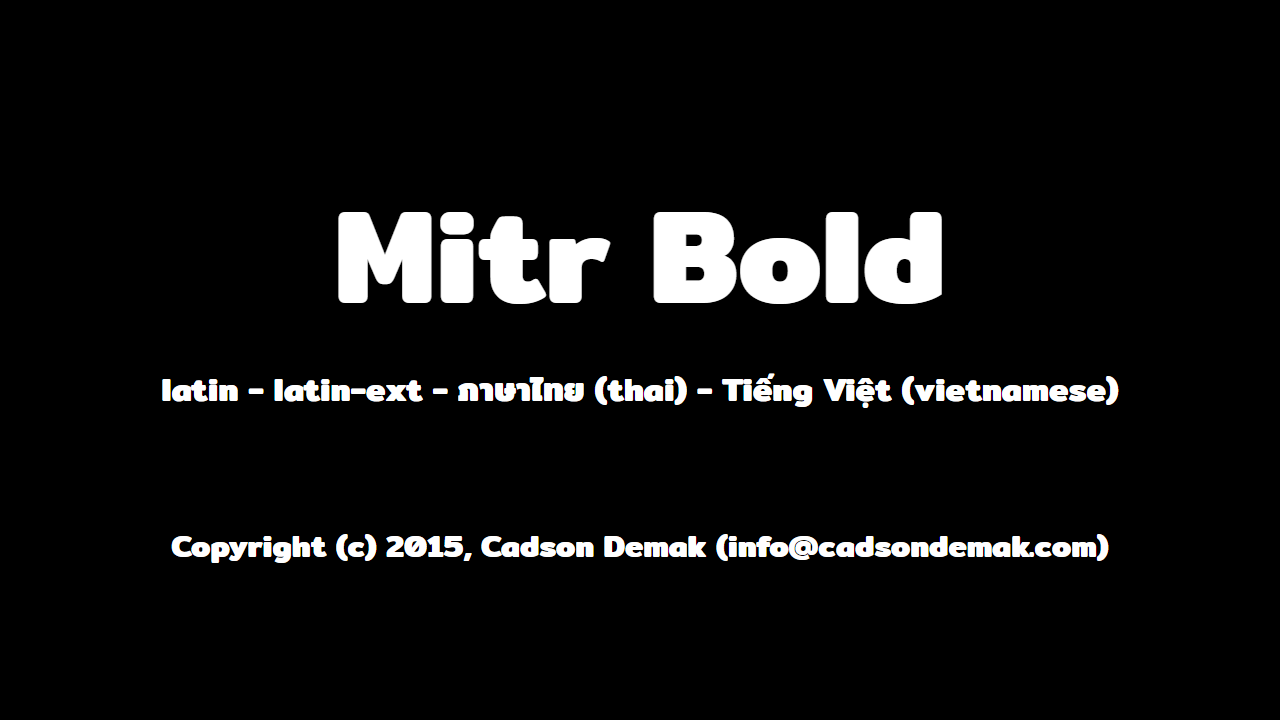 Mitr Bold
latin - latin-ext - ภาษาไทย (thai) - Tiếng Việt (vietnamese)
Copyright (c) 2015, Cadson Demak (info@cadsondemak.com)